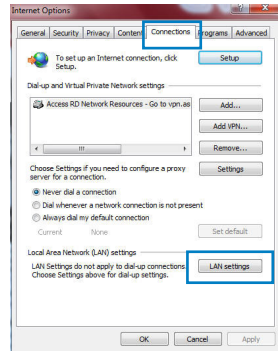 Internet Options
General Security Privacy Content Connections Programs Advanced
To set up an Internet connection, click
Setup.
Setup
Dial-up and Virtual Private Network settings
Access RD Network Resources - Go to vpn.as
Add...
Add VPN...
Remove...
Choose Settings if you need to configure a proxy
server for a connection.
Settings
Never dial a connection
Dial whenever a network connection is not present
Always dial my default connection
Current None
Set default
Local Area Network (LAN) settings
LAN Settings do not apply to dial-up connections.
Choose Settings above for dial-up settings.
LAN settings
OK Cancel Apply